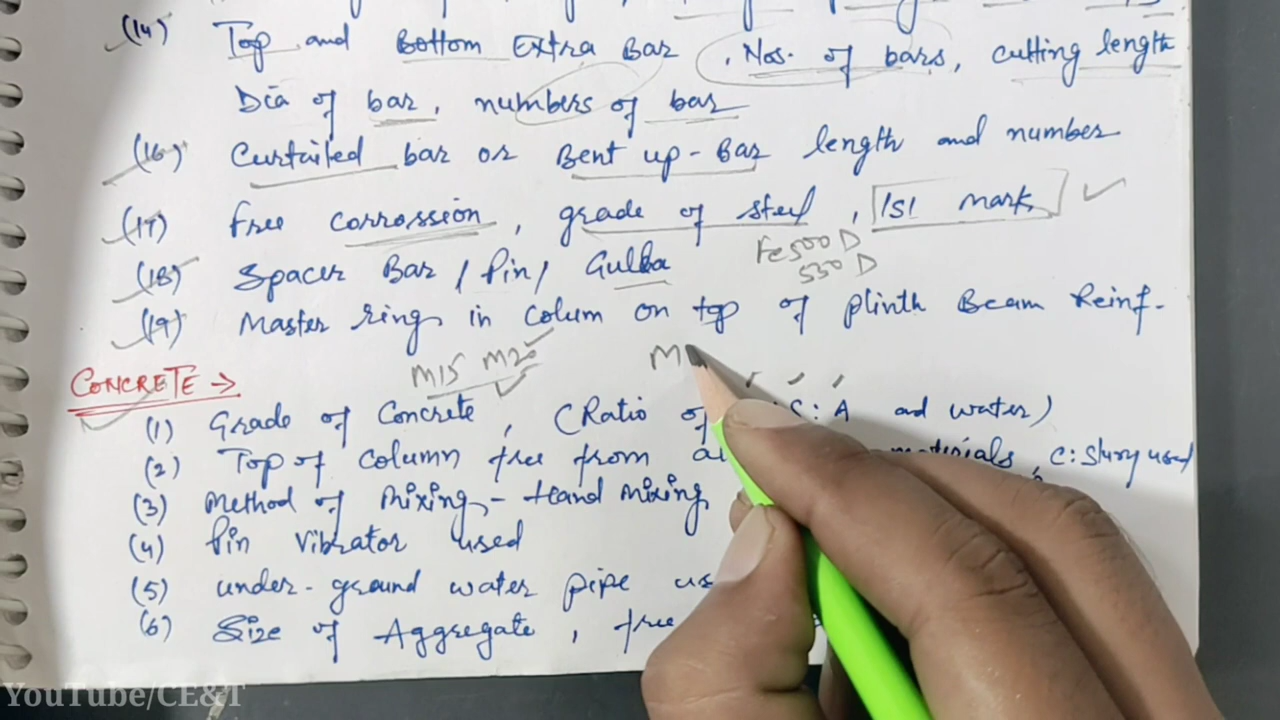 (14) Top and Bottom Extra Bar, Nos. of bars, cutting length
Dia of bar, numbers of bar
(16) Curtailed bar or Bent up-Bar length and number
(17) free corrossion, grade of steel, ISI mark
Fe500 D
550 D
(18) Spacer Bar / Pin / Gulba
(19) Master ring in Colum on top of plinth Beam Reinf.
M15 M20
CONCRETE →
(1) Grade of Concrete, (Ratio of S : A and water)
(2) Top of column free from materials, C: Slury used
(3) Method of Mixing - Hand Mixing
(4) Pin vibrator used
(5) under-ground water pipe
(6) Size of Aggregate, free
YouTube/CE&T